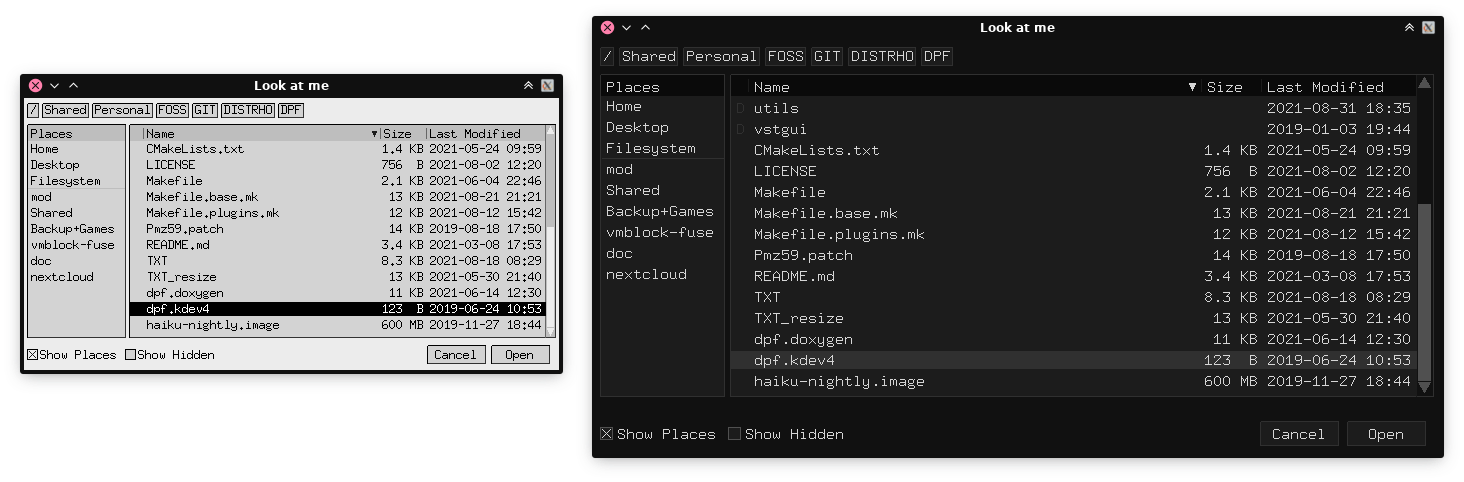 Look at me
/ Shared Personal FOSS GIT DISTRHO DPF
Places
Home
Desktop
Filesystem
mod
Shared
Backup+Games
vmblock-fuse
doc
nextcloud
Name Size Last Modified
CMakeLists.txt 1.4 KB 2021-05-24 09:59
LICENSE 756 B 2021-08-02 12:20
Makefile 2.1 KB 2021-06-04 22:46
Makefile.base.mk 13 KB 2021-08-21 21:21
Makefile.plugins.mk 12 KB 2021-08-12 15:42
Pmz59.patch 14 KB 2019-08-18 17:50
README.md 3.4 KB 2021-03-08 17:53
TXT 8.3 KB 2021-08-18 08:29
TXT_resize 13 KB 2021-05-30 21:40
dpf.doxygen 11 KB 2021-06-14 12:30
dpf.kdev4 123 B 2019-06-24 10:53
haiku-nightly.image 600 MB 2019-11-27 18:44
Show Places Show Hidden Cancel Open
Look at me
/ Shared Personal FOSS GIT DISTRHO DPF
Places
Home
Desktop
Filesystem
mod
Shared
Backup+Games
vmblock-fuse
doc
nextcloud
Name Size Last Modified
D utils 2021-08-31 18:35
D vstgui 2019-01-03 19:44
CMakeLists.txt 1.4 KB 2021-05-24 09:59
LICENSE 756 B 2021-08-02 12:20
Makefile 2.1 KB 2021-06-04 22:46
Makefile.base.mk 13 KB 2021-08-21 21:21
Makefile.plugins.mk 12 KB 2021-08-12 15:42
Pmz59.patch 14 KB 2019-08-18 17:50
README.md 3.4 KB 2021-03-08 17:53
TXT 8.3 KB 2021-08-18 08:29
TXT_resize 13 KB 2021-05-30 21:40
dpf.doxygen 11 KB 2021-06-14 12:30
dpf.kdev4 123 B 2019-06-24 10:53
haiku-nightly.image 600 MB 2019-11-27 18:44
Show Places Show Hidden Cancel Open